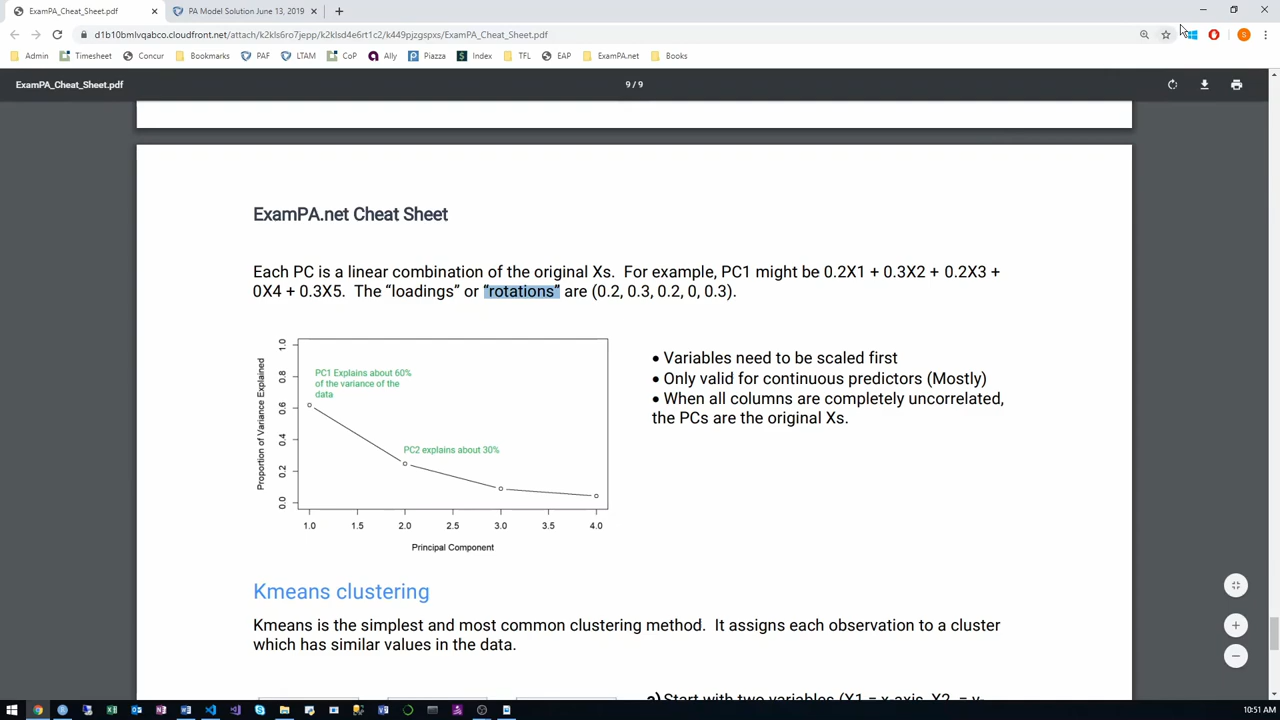 ExamPA_Cheat_Sheet.pdf
PA Model Solution June 13, 2019
d1b10bmlvqabco.cloudfront.net/attach/k2kls6ro7jepp/k2klsd4e6rt1c2/k449pjzgspxs/ExamPA_Cheat_Sheet.pdf
S
Admin Timesheet Concur Bookmarks PAF LTAM CoP Ally Piazza Index TFL EAP ExamPA.net Books
ExamPA_Cheat_Sheet.pdf
9 / 9
ExamPA.net Cheat Sheet
Each PC is a linear combination of the original Xs. For example, PC1 might be 0.2X1 + 0.3X2 + 0.2X3 +
0X4 + 0.3X5. The “loadings” or “rotations” are (0.2, 0.3, 0.2, 0, 0.3).
Proportion of Variance Explained
1.0
0.8
0.6
0.4
0.2
0.0
PC1 Explains about 60%
of the variance of the
data
PC2 explains about 30%
1.0 1.5 2.0 2.5 3.0 3.5 4.0
Principal Component
• Variables need to be scaled first
• Only valid for continuous predictors (Mostly)
• When all columns are completely uncorrelated,
the PCs are the original Xs.
Kmeans clustering
Kmeans is the simplest and most common clustering method. It assigns each observation to a cluster
which has similar values in the data.
a) Start with two variables (X1 = x-axis, X2, = y-
10:51 AM